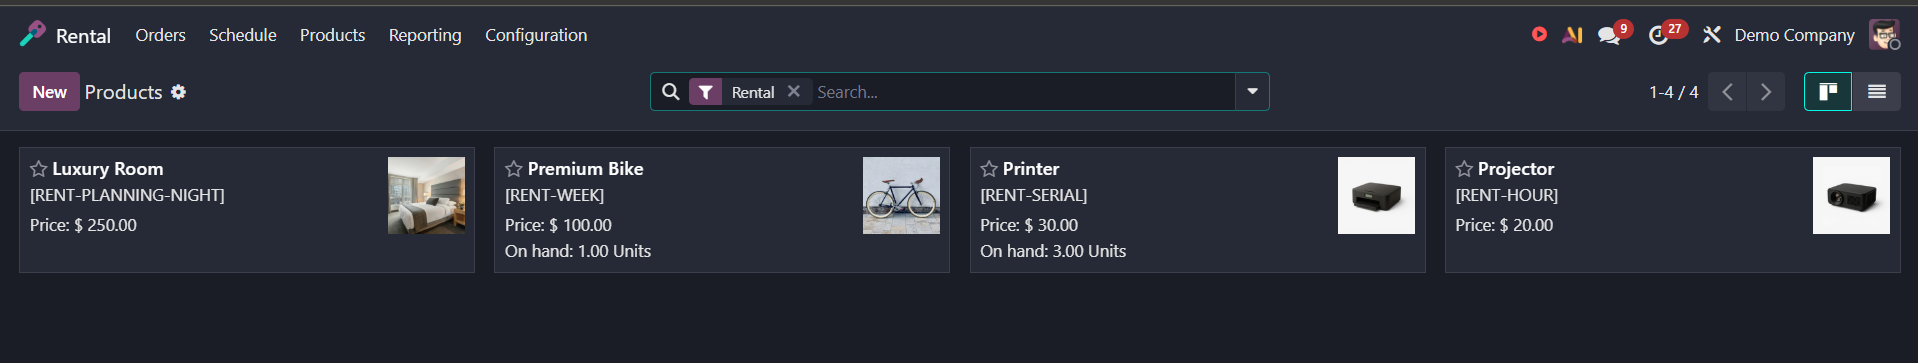 Rental Orders Schedule Products Reporting Configuration AI 9 27 Demo Company
New Products Rental Search... 1-4 / 4
Luxury Room
[RENT-PLANNING-NIGHT]
Price: $ 250.00
Premium Bike
[RENT-WEEK]
Price: $ 100.00
On hand: 1.00 Units
Printer
[RENT-SERIAL]
Price: $ 30.00
On hand: 3.00 Units
Projector
[RENT-HOUR]
Price: $ 20.00